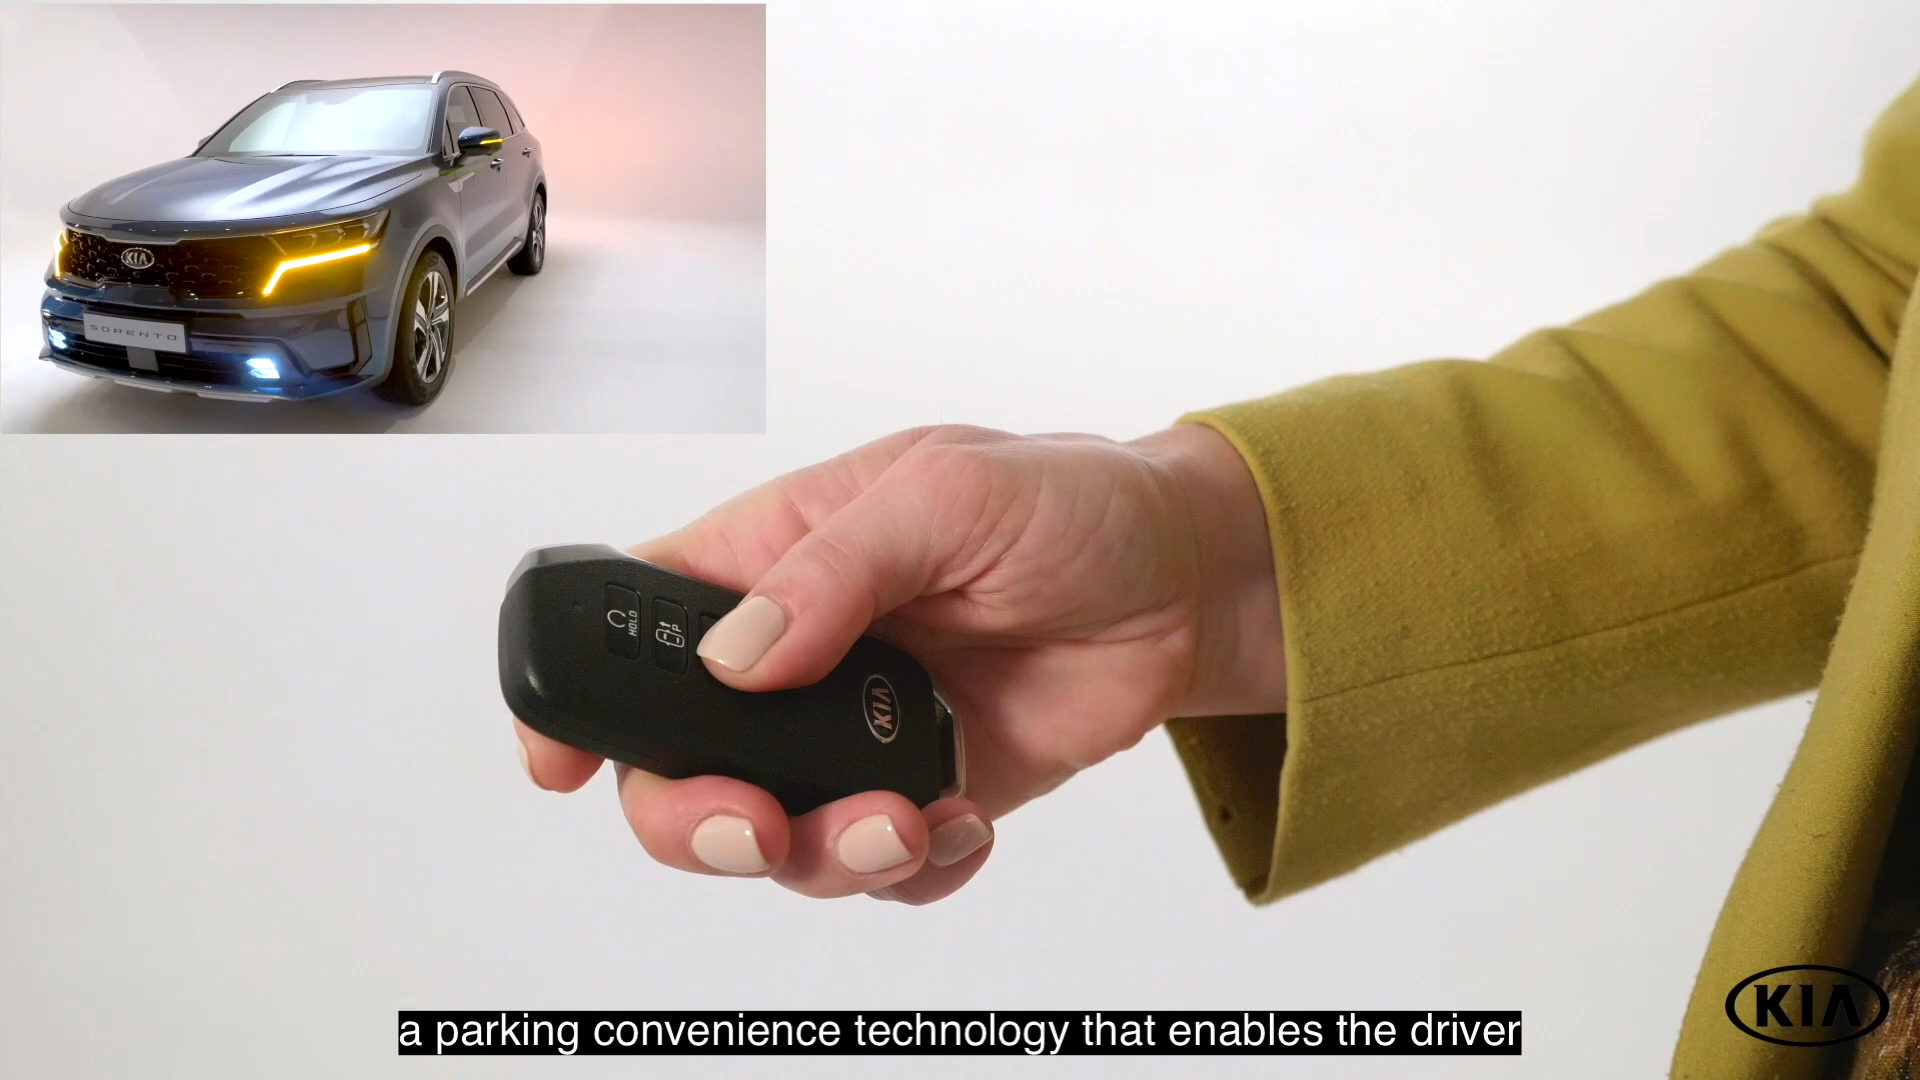 KIA
SORENTO
HOLD
P
KIA
a parking convenience technology that enables the driver
KIA